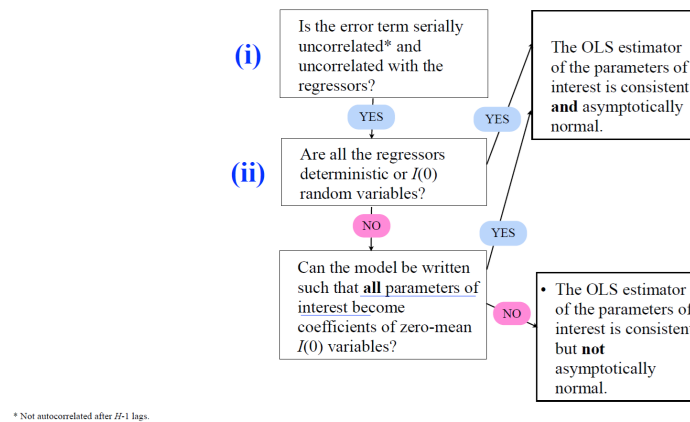 (i)
Is the error term serially
uncorrelated* and
uncorrelated with the
regressors?
YES
The OLS estimator
of the parameters of
interest is consistent
and asymptotically
normal.
YES
(ii)
Are all the regressors
deterministic or I(0)
random variables?
NO
YES
Can the model be written
such that all parameters of
interest become
coefficients of zero-mean
I(0) variables?
NO
• The OLS estimator
of the parameters of
interest is consistent
but not
asymptotically
normal.
* Not autocorrelated after H-1 lags.